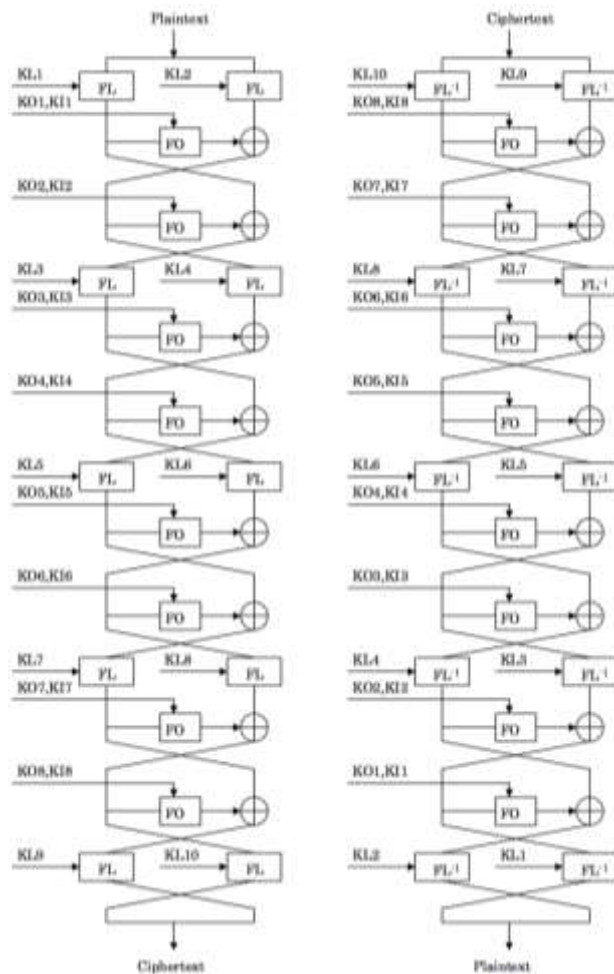 Plaintext
KL1
FL
KL2
FL
KO1,KI1
FO
KO2,KI2
FO
KL3
FL
KL4
FL
KO3,KI3
FO
KO4,KI4
FO
KL5
FL
KL6
FL
KO5,KI5
FO
KO6,KI6
FO
KL7
FL
KL8
FL
KO7,KI7
FO
KO8,KI8
FO
KL9
FL
KL10
FL
Ciphertext
Ciphertext
KL10
FL-1
KL9
FL-1
KO8,KI8
FO
KO7,KI7
FO
KL8
FL-1
KL7
FL-1
KO6,KI6
FO
KO5,KI5
FO
KL6
FL-1
KL5
FL-1
KO4,KI4
FO
KO3,KI3
FO
KL4
FL-1
KL3
FL-1
KO2,KI2
FO
KO1,KI1
FO
KL2
FL-1
KL1
FL-1
Plaintext